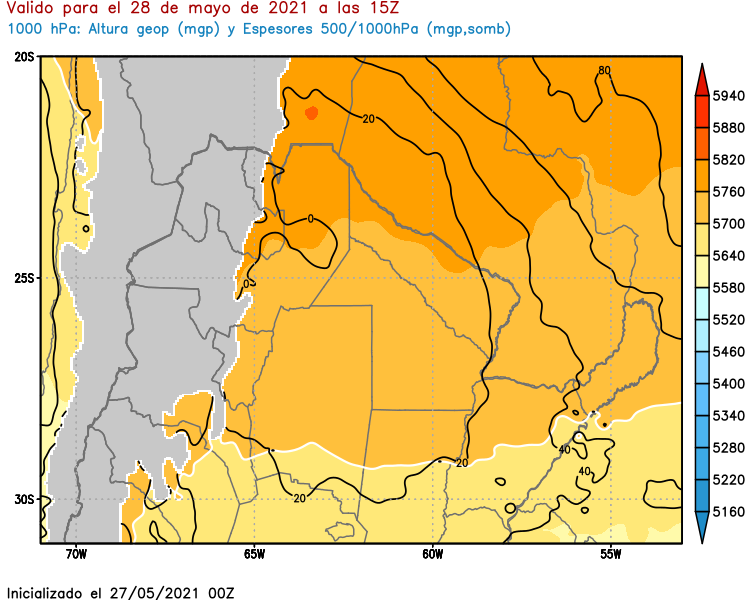 Valido para el 28 de mayo de 2021 a las 15Z
1000 hPa: Altura geop (mgp) y Espesores 500/1000hPa (mgp,somb)
20S
25S
30S
70W
65W
60W
55W
80
20
0
0
20
20
40
40
5940
5880
5820
5760
5700
5640
5580
5520
5460
5400
5340
5280
5220
5160
Inicializado el 27/05/2021 00Z